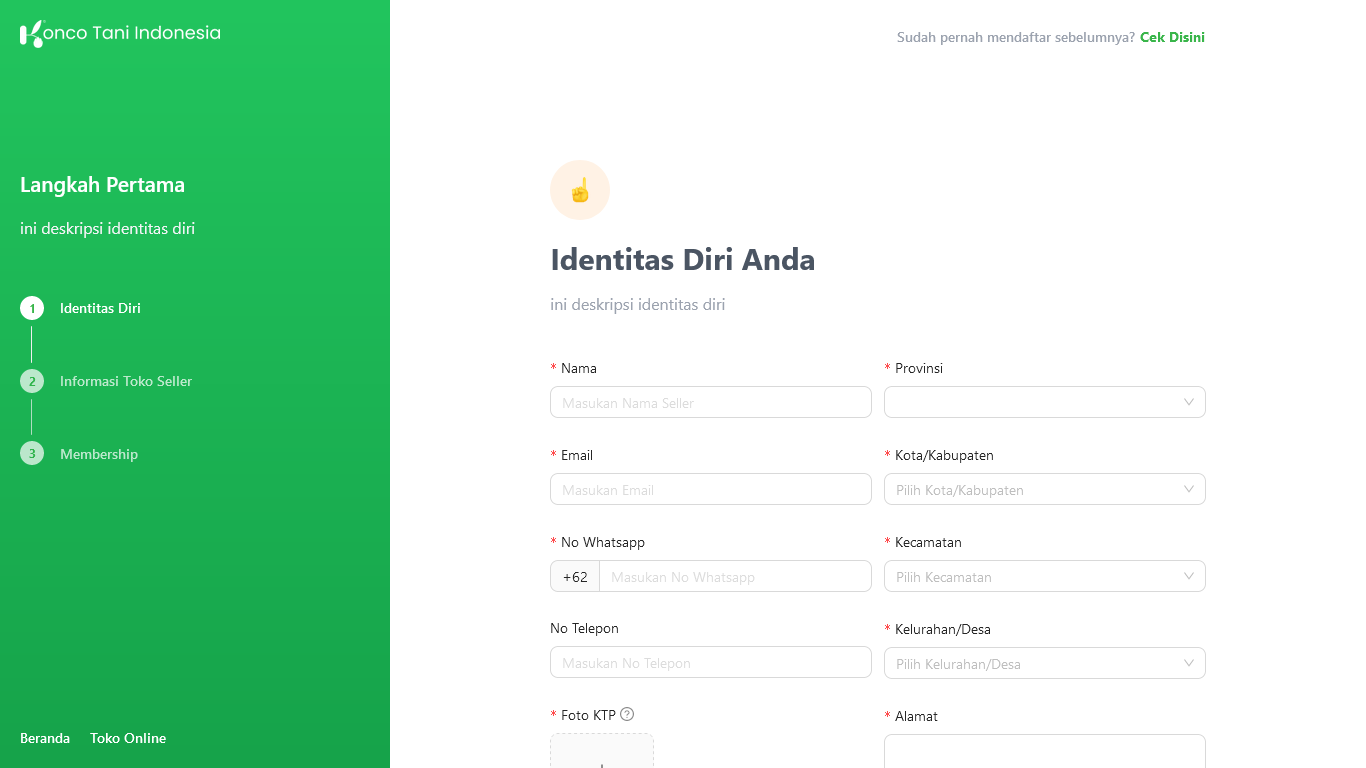 Konco Tani Indonesia
Sudah pernah mendaftar sebelumnya? Cek Disini
Langkah Pertama
ini deskripsi identitas diri
1 Identitas Diri
2 Informasi Toko Seller
3 Membership
Beranda Toko Online
Identitas Diri Anda
ini deskripsi identitas diri
* Nama
Masukan Nama Seller
* Provinsi
* Email
Masukan Email
* Kota/Kabupaten
Pilih Kota/Kabupaten
* No Whatsapp
+62 Masukan No Whatsapp
* Kecamatan
Pilih Kecamatan
No Telepon
Masukan No Telepon
* Kelurahan/Desa
Pilih Kelurahan/Desa
* Foto KTP
* Alamat